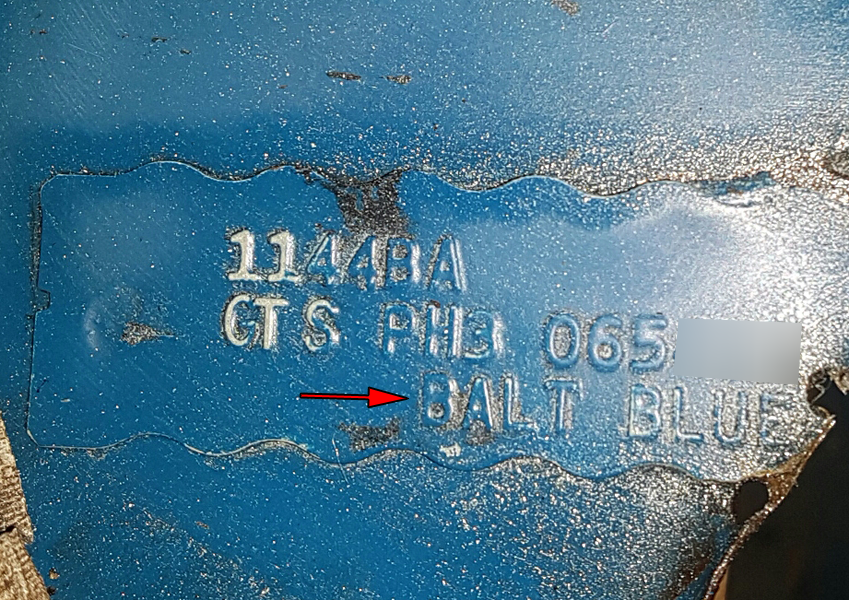 1144BA
GTS PH3 065
BALT BLUE